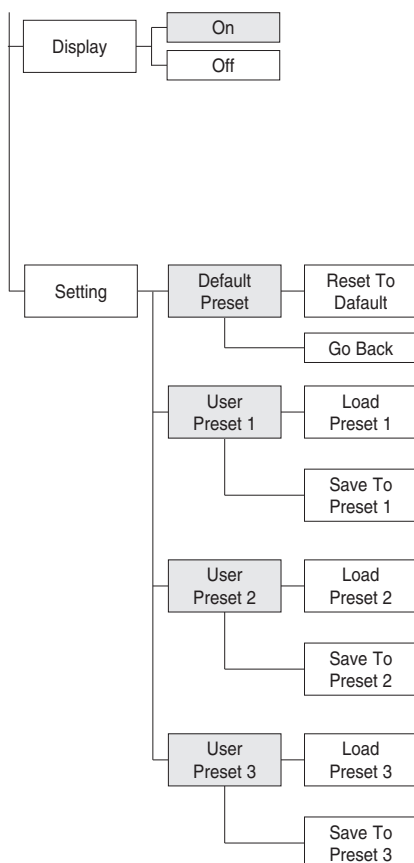 Display
On
Off
Setting
Default
Preset
Reset To
Dafault
Go Back
User
Preset 1
Load
Preset 1
Save To
Preset 1
User
Preset 2
Load
Preset 2
Save To
Preset 2
User
Preset 3
Load
Preset 3
Save To
Preset 3